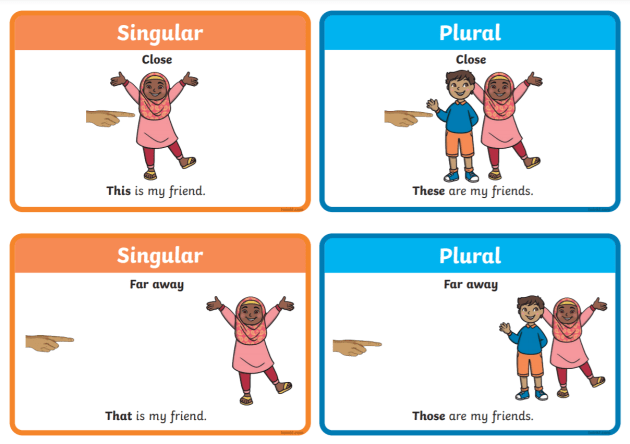 Singular
Close
This is my friend.
Plural
Close
These are my friends.
Singular
Far away
That is my friend.
Plural
Far away
Those are my friends.